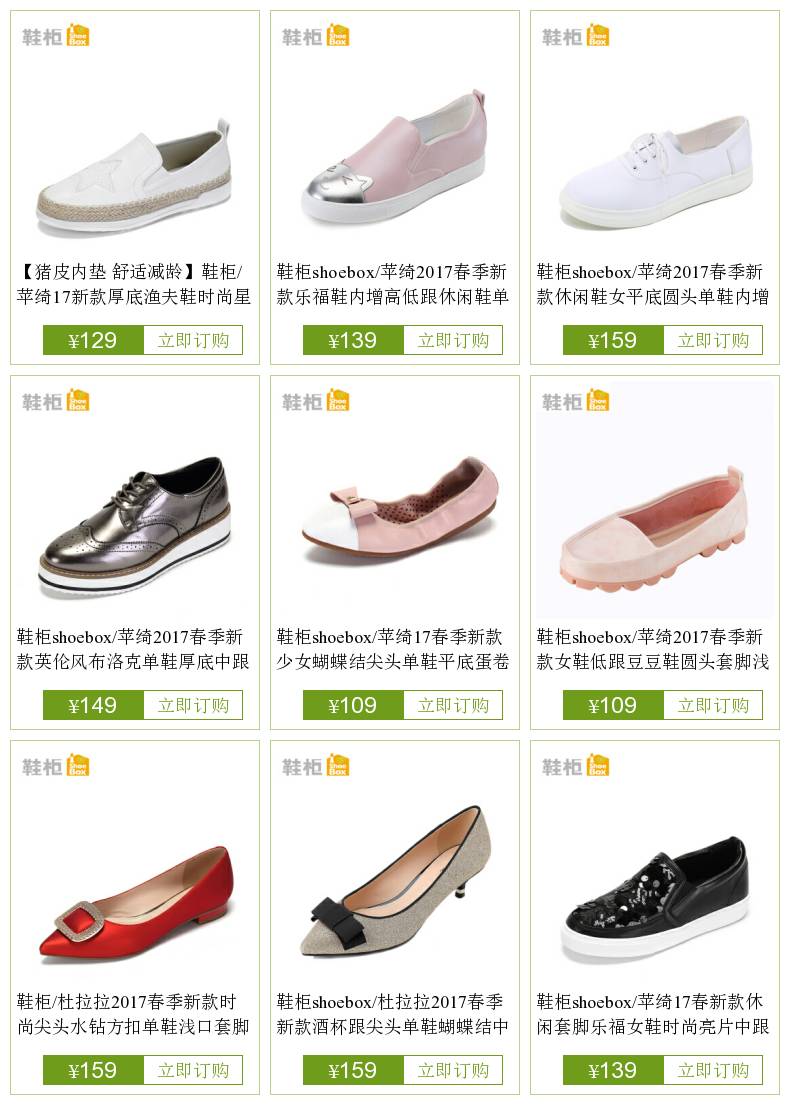 鞋柜 Shoe Box
鞋柜 Shoe Box
鞋柜 Shoe Box
【猪皮内垫 舒适减龄】鞋柜/
苹绮17新款厚底渔夫鞋时尚星
¥129 立即订购
鞋柜shoebox/苹绮2017春季新
款乐福鞋内增高低跟休闲鞋单
¥139 立即订购
鞋柜shoebox/苹绮2017春季新
款休闲鞋女平底圆头单鞋内增
¥159 立即订购
鞋柜 Shoe Box
鞋柜 Shoe Box
鞋柜 Shoe Box
鞋柜shoebox/苹绮2017春季新
款英伦风布洛克单鞋厚底中跟
¥149 立即订购
鞋柜shoebox/苹绮17春季新款
少女蝴蝶结尖头单鞋平底蛋卷
¥109 立即订购
鞋柜shoebox/苹绮2017春季新
款女鞋低跟豆豆鞋圆头套脚浅
¥109 立即订购
鞋柜 Shoe Box
鞋柜 Shoe Box
鞋柜 Shoe Box
鞋柜/杜拉拉2017春季新款时
尚尖头水钻方扣单鞋浅口套脚
¥159 立即订购
鞋柜shoebox/杜拉拉2017春季
新款酒杯跟尖头单鞋蝴蝶结中
¥159 立即订购
鞋柜shoebox/苹绮17春新款休
闲套脚乐福女鞋时尚亮片中跟
¥139 立即订购